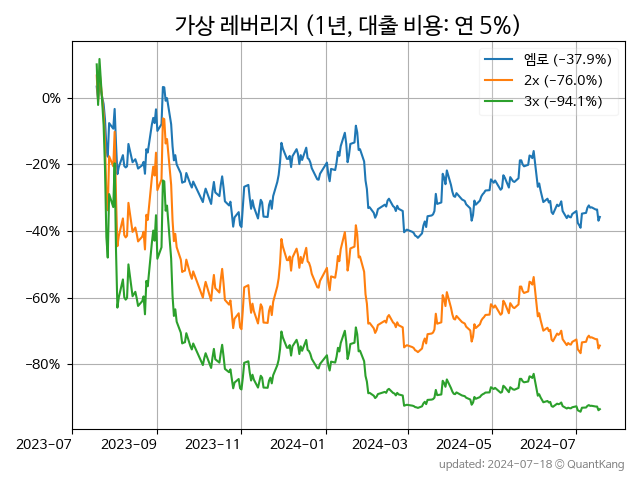 가상 레버리지 (1년, 대출 비용: 연 5%)
엠로 (−37.9%)
2x (−76.0%)
3x (−94.1%)
0%
−20%
−40%
−60%
−80%
2023-07 2023-09 2023-11 2024-01 2024-03 2024-05 2024-07
updated: 2024-07-18 © QuantKang